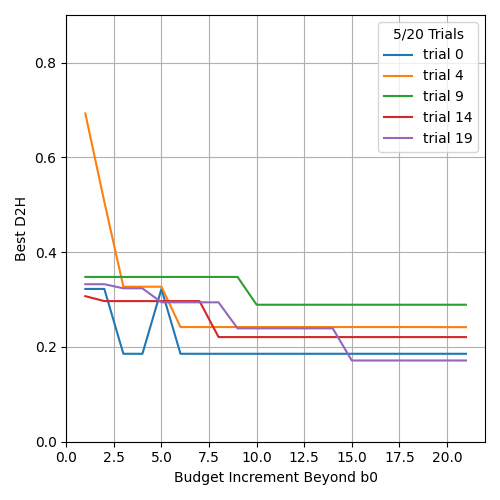 5/20 Trials
trial 0
trial 4
trial 9
trial 14
trial 19
Best D2H
0.8
0.6
0.4
0.2
0.0
0.0 2.5 5.0 7.5 10.0 12.5 15.0 17.5 20.0
Budget Increment Beyond b0